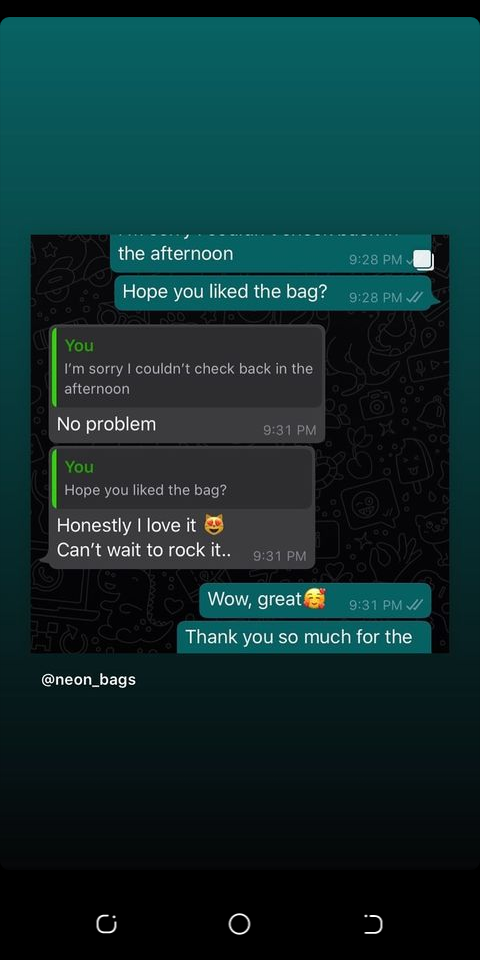 the afternoon
9:28 PM
Hope you liked the bag?
9:28 PM
You
I'm sorry I couldn't check back in the
afternoon
No problem
9:31 PM
You
Hope you liked the bag?
Honestly I love it 😻
Can't wait to rock it..
9:31 PM
Wow, great🥰
9:31 PM
Thank you so much for the
@neon_bags